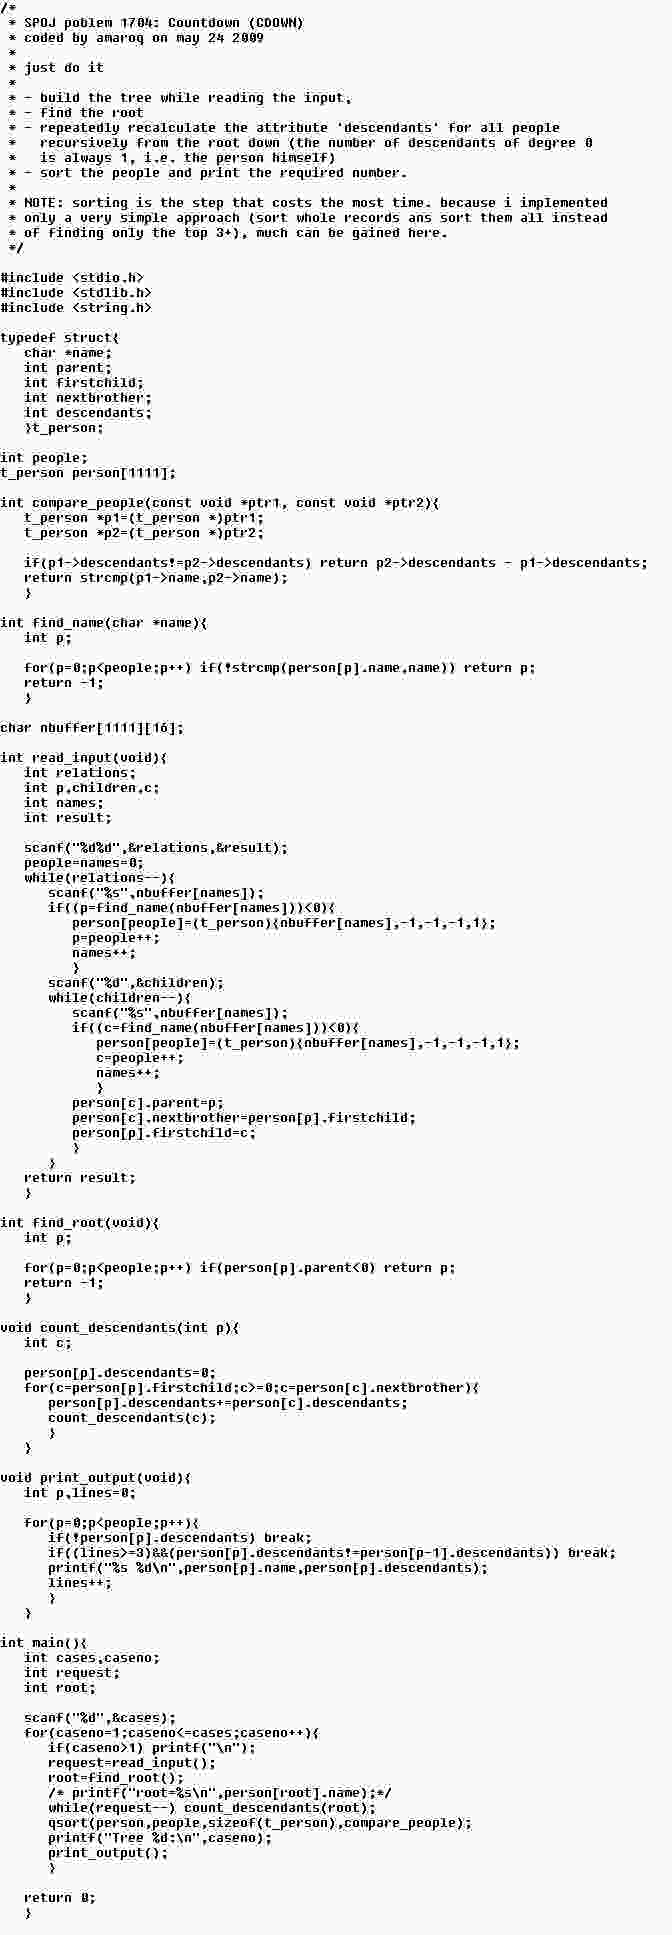 /*
 * SPOJ poblem 1704: Countdown (CDOWN)
 * coded by amaroq on may 24 2009
 *
 * just do it
 *
 * - build the tree while reading the input,
 * - find the root
 * - repeatedly recalculate the attribute 'descendants' for all people
 *   recursively from the root down (the number of descendants of degree 0
 *   is always 1, i.e. the person himself)
 * - sort the people and print the required number.
 *
 * NOTE: sorting is the step that costs the most time. because i implemented
 * only a very simple approach (sort whole records ans sort them all instead
 * of finding only the top 3+), much can be gained here.
 */

#include <stdio.h>
#include <stdlib.h>
#include <string.h>

typedef struct{
   char *name;
   int parent;
   int firstchild;
   int nextbrother;
   int descendants;
   }t_person;

int people;
t_person person[1111];

int compare_people(const void *ptr1, const void *ptr2){
   t_person *p1=(t_person *)ptr1;
   t_person *p2=(t_person *)ptr2;

   if(p1->descendants!=p2->descendants) return p2->descendants - p1->descendants;
   return strcmp(p1->name,p2->name);
   }

int find_name(char *name){
   int p;

   for(p=0;p<people;p++) if(!strcmp(person[p].name,name)) return p;
   return -1;
   }

char nbuffer[1111][16];

int read_input(void){
   int relations;
   int p,children,c;
   int names;
   int result;

   scanf("%d%d",&relations,&result);
   people=names=0;
   while(relations--){
      scanf("%s",nbuffer[names]);
      if((p=find_name(nbuffer[names]))<0){
         person[people]=(t_person){nbuffer[names],-1,-1,-1,1};
         p=people++;
         names++;
         }
      scanf("%d",&children);
      while(children--){
         scanf("%s",nbuffer[names]);
         if((c=find_name(nbuffer[names]))<0){
            person[people]=(t_person){nbuffer[names],-1,-1,-1,1};
            c=people++;
            names++;
            }
         person[c].parent=p;
         person[c].nextbrother=person[p].firstchild;
         person[p].firstchild=c;
         }
      }
   return result;
   }

int find_root(void){
   int p;

   for(p=0;p<people;p++) if(person[p].parent<0) return p;
   return -1;
   }

void count_descendants(int p){
   int c;

   person[p].descendants=0;
   for(c=person[p].firstchild;c>=0;c=person[c].nextbrother){
      person[p].descendants+=person[c].descendants;
      count_descendants(c);
      }
   }

void print_output(void){
   int p,lines=0;

   for(p=0;p<people;p++){
      if(!person[p].descendants) break;
      if((lines>=3)&&(person[p].descendants!=person[p-1].descendants)) break;
      printf("%s %d\n",person[p].name,person[p].descendants);
      lines++;
      }
   }

int main(){
   int cases,caseno;
   int request;
   int root;

   scanf("%d",&cases);
   for(caseno=1;caseno<=cases;caseno++){
      if(caseno>1) printf("\n");
      request=read_input();
      root=find_root();
      /* printf("root=%s\n",person[root].name);*/
      while(request--) count_descendants(root);
      qsort(person,people,sizeof(t_person),compare_people);
      printf("Tree %d:\n",caseno);
      print_output();
      }

   return 0;
   }